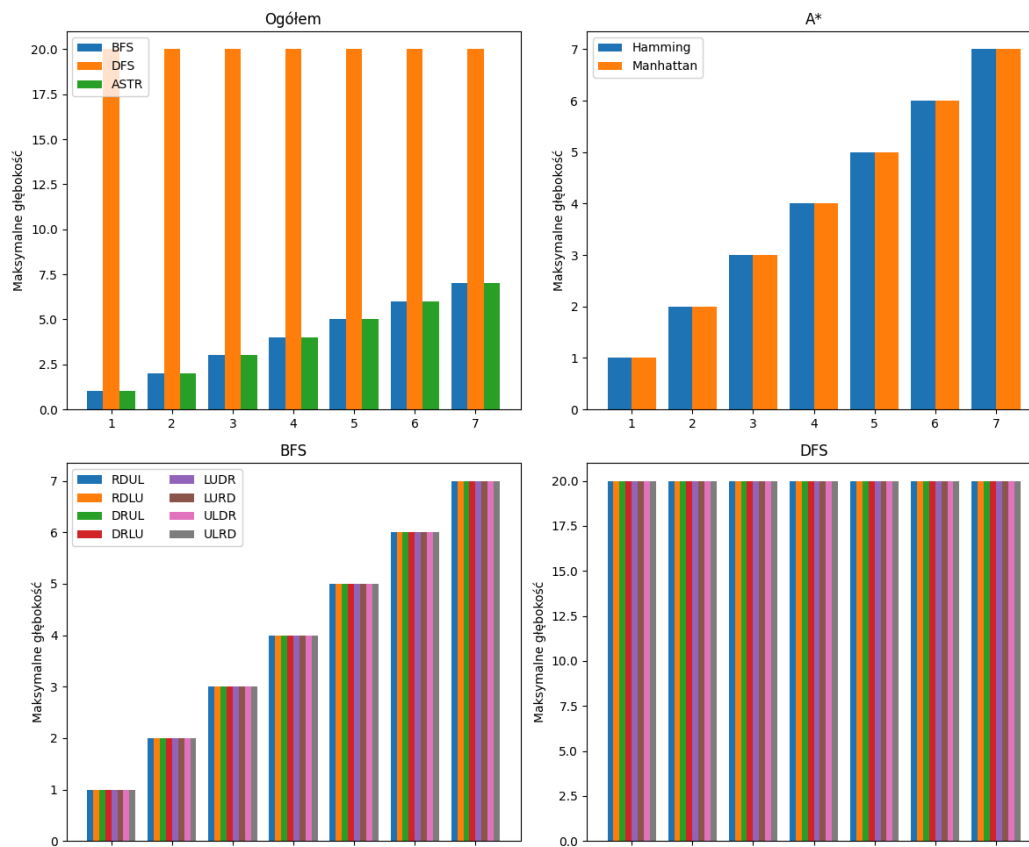 Ogółem
Maksymalne głębokość
20.0
17.5
15.0
12.5
10.0
7.5
5.0
2.5
0.0
BFS
DFS
ASTR
1 2 3 4 5 6 7
A*
Maksymalne głębokość
7
6
5
4
3
2
1
0
Hamming
Manhattan
1 2 3 4 5 6 7
BFS
Maksymalne głębokość
7
6
5
4
3
2
1
0
RDUL LUDR
RDLU LURD
DRUL ULDR
DRLU ULRD
DFS
Maksymalne głębokość
20.0
17.5
15.0
12.5
10.0
7.5
5.0
2.5
0.0